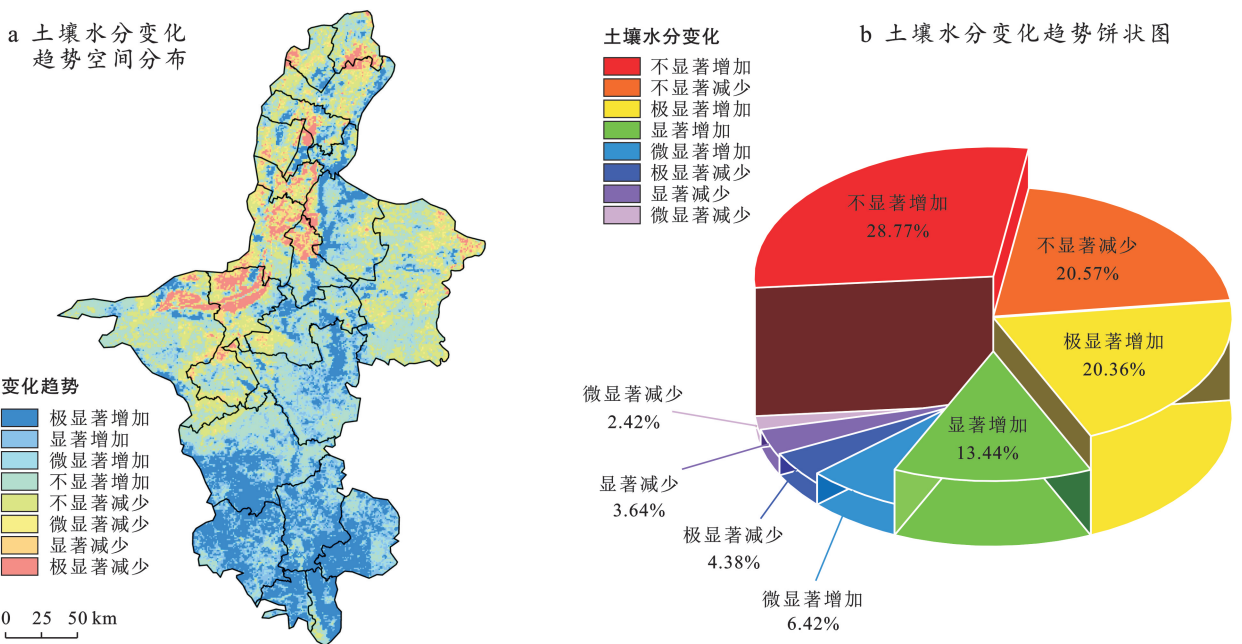 a 土壤水分变化
趋势空间分布
变化趋势
极显著增加
显著增加
微显著增加
不显著增加
不显著减少
微显著减少
显著减少
极显著减少
0 25 50 km
b 土壤水分变化趋势饼状图
土壤水分变化
不显著增加
不显著减少
极显著增加
显著增加
微显著增加
极显著减少
显著减少
微显著减少
不显著增加
28.77%
不显著减少
20.57%
极显著增加
20.36%
显著增加
13.44%
微显著减少
2.42%
显著减少
3.64%
极显著减少
4.38%
微显著增加
6.42%